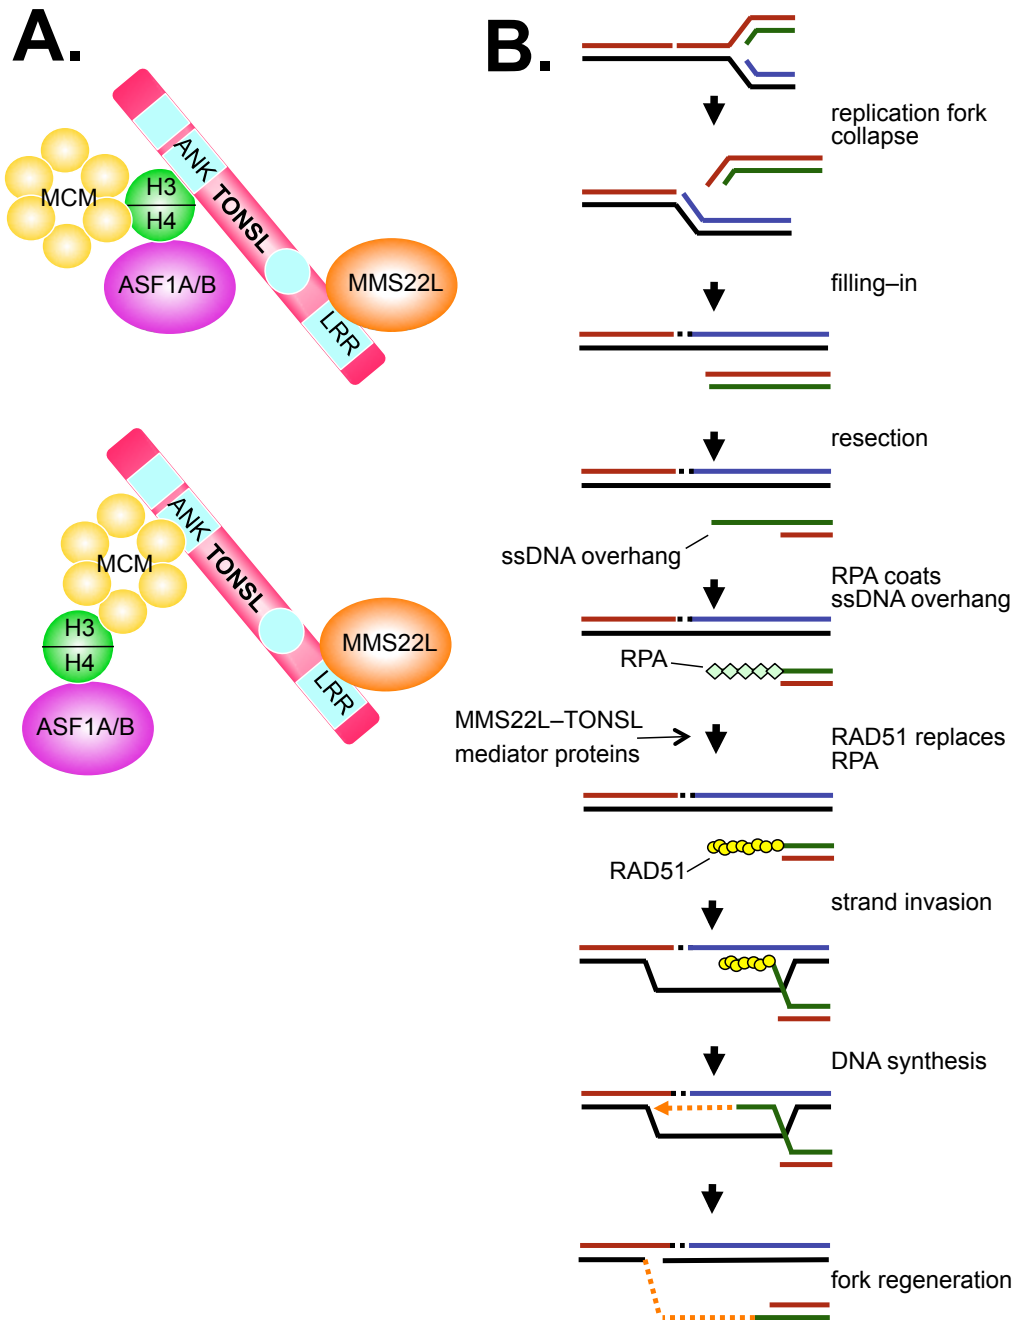 A.
ANK
TONSL
MCM
H3
H4
ASF1A/B
MMS22L
LRR
ANK
TONSL
MCM
H3
H4
ASF1A/B
MMS22L
LRR
B.
replication fork
collapse
filling–in
resection
ssDNA overhang
RPA coats
ssDNA overhang
RPA
MMS22L–TONSL
mediator proteins
RAD51 replaces
RPA
RAD51
strand invasion
DNA synthesis
fork regeneration